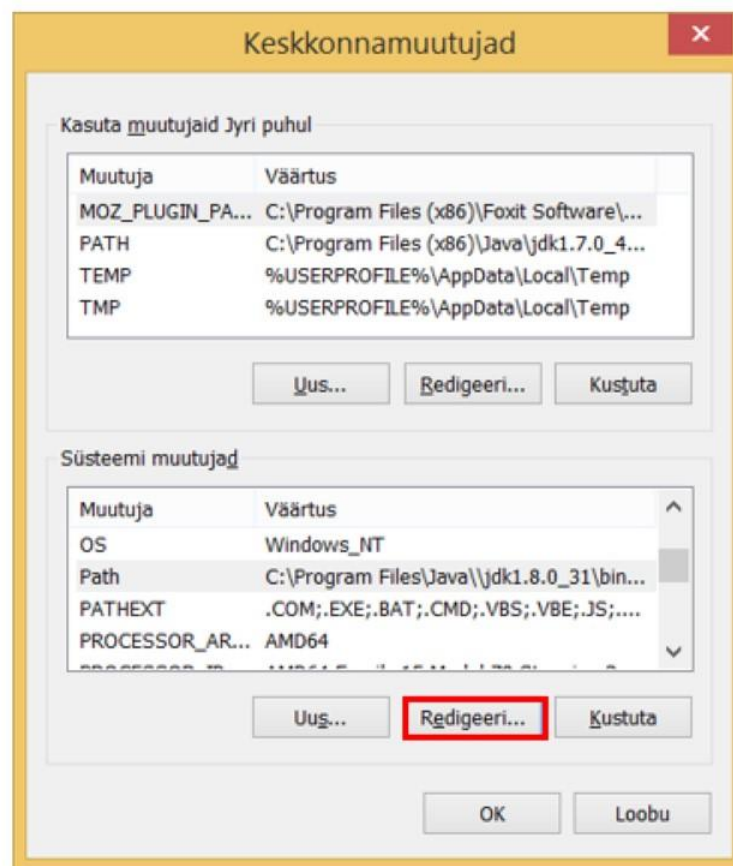 Keskkonnamuutujad
Kasuta muutujaid Jyri puhul
Muutuja Väärtus
MOZ_PLUGIN_PA... C:\Program Files (x86)\Foxit Software\...
PATH C:\Program Files (x86)\Java\jdk1.7.0_4...
TEMP %USERPROFILE%\AppData\Local\Temp
TMP %USERPROFILE%\AppData\Local\Temp
Uus... Redigeeri... Kustuta
Süsteemi muutujad
Muutuja Väärtus
OS Windows_NT
Path C:\Program Files\Java\\jdk1.8.0_31\bin...
PATHEXT .COM;.EXE;.BAT;.CMD;.VBS;.VBE;.JS;....
PROCESSOR_AR... AMD64
Uus... Redigeeri... Kustuta
OK Loobu